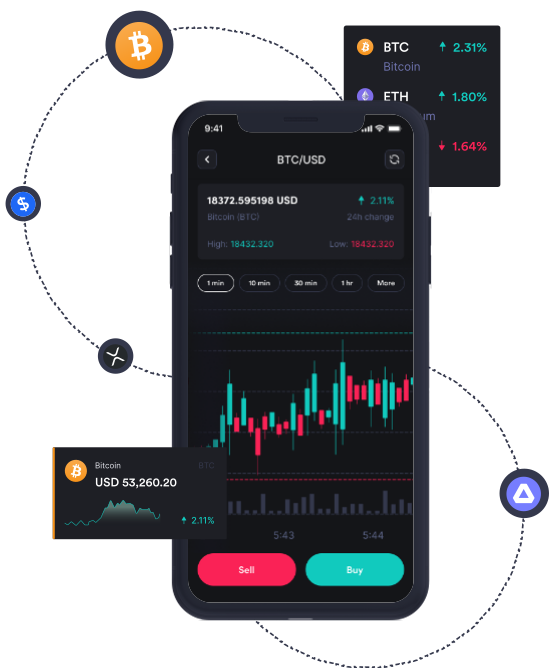 BTC 2.31%
Bitcoin
ETH 1.80%
um
1.64%
9:41
BTC/USD
18372.595198 USD 2.11%
Bitcoin (BTC) 24h change
High: 18432.320 Low: 18432.320
1 min 10 min 30 min 1 hr More
Bitcoin BTC
USD 53,260.20
2.11%
5:43 5:44
Sell Buy